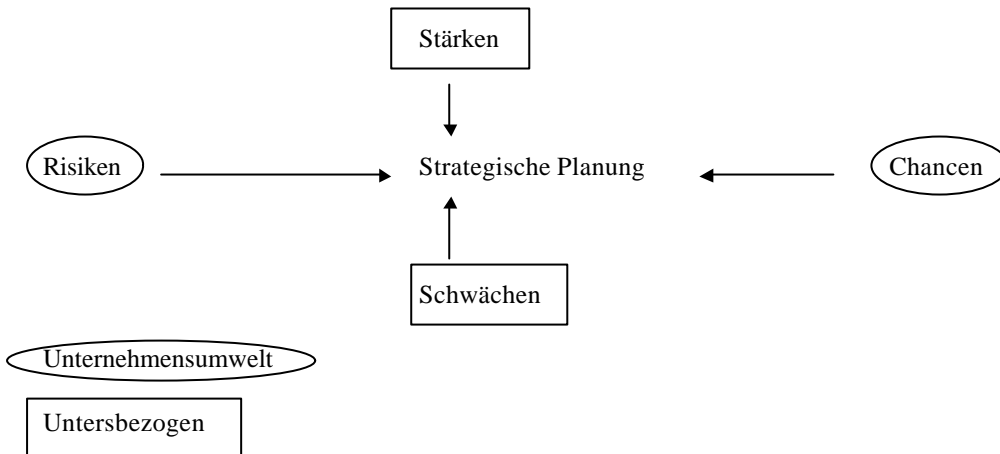 Stärken
Risiken
Strategische Planung
Chancen
Schwächen
Unternehmensumwelt
Untersbezogen